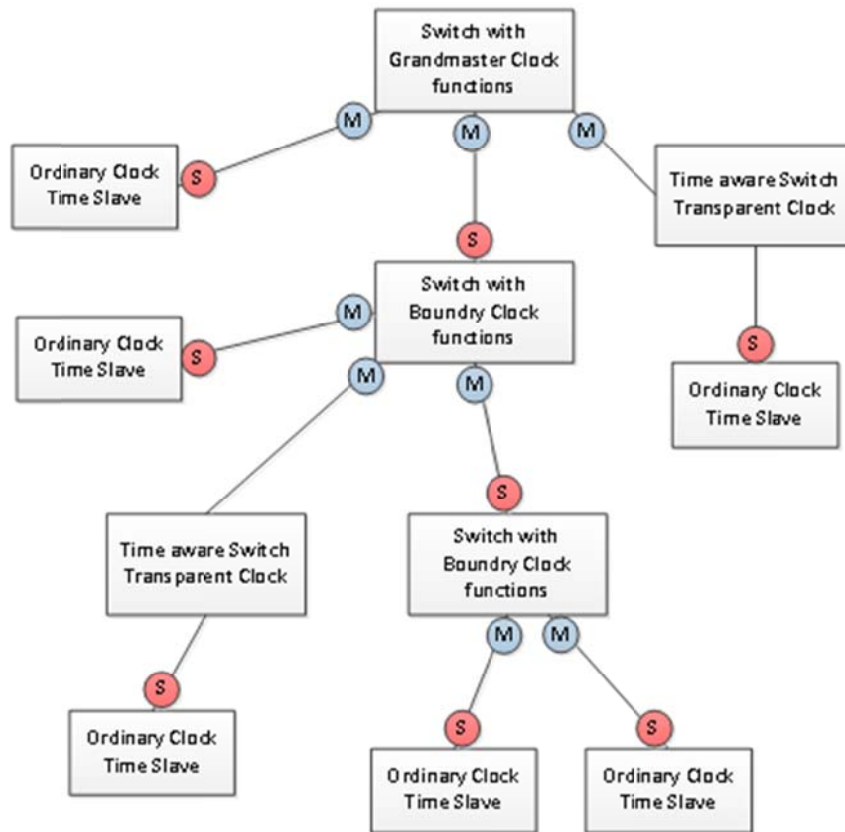 Switch with
Grandmaster Clock
functions
M
M
M
Ordinary Clock
Time Slave
S
Time aware Switch
Transparent Clock
S
Switch with
Boundry Clock
functions
M
Ordinary Clock
Time Slave
S
S
M
M
Ordinary Clock
Time Slave
S
Time aware Switch
Transparent Clock
Switch with
Boundry Clock
functions
M
M
S
Ordinary Clock
Time Slave
S
S
Ordinary Clock
Time Slave
Ordinary Clock
Time Slave